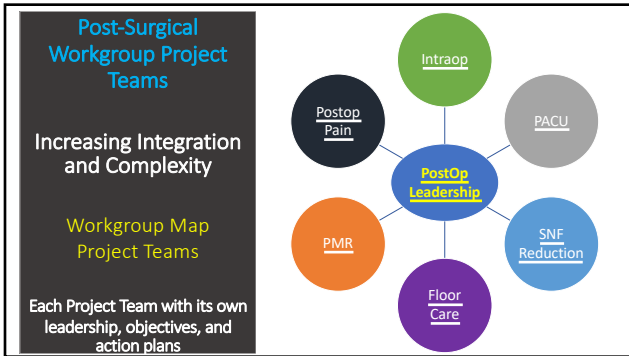 Post-Surgical
Workgroup Project
Teams
Increasing Integration
and Complexity
Workgroup Map
Project Teams
Each Project Team with its own
leadership, objectives, and
action plans
Intraop
Postop
Pain
PACU
PostOp
Leadership
PMR
SNF
Reduction
Floor
Care